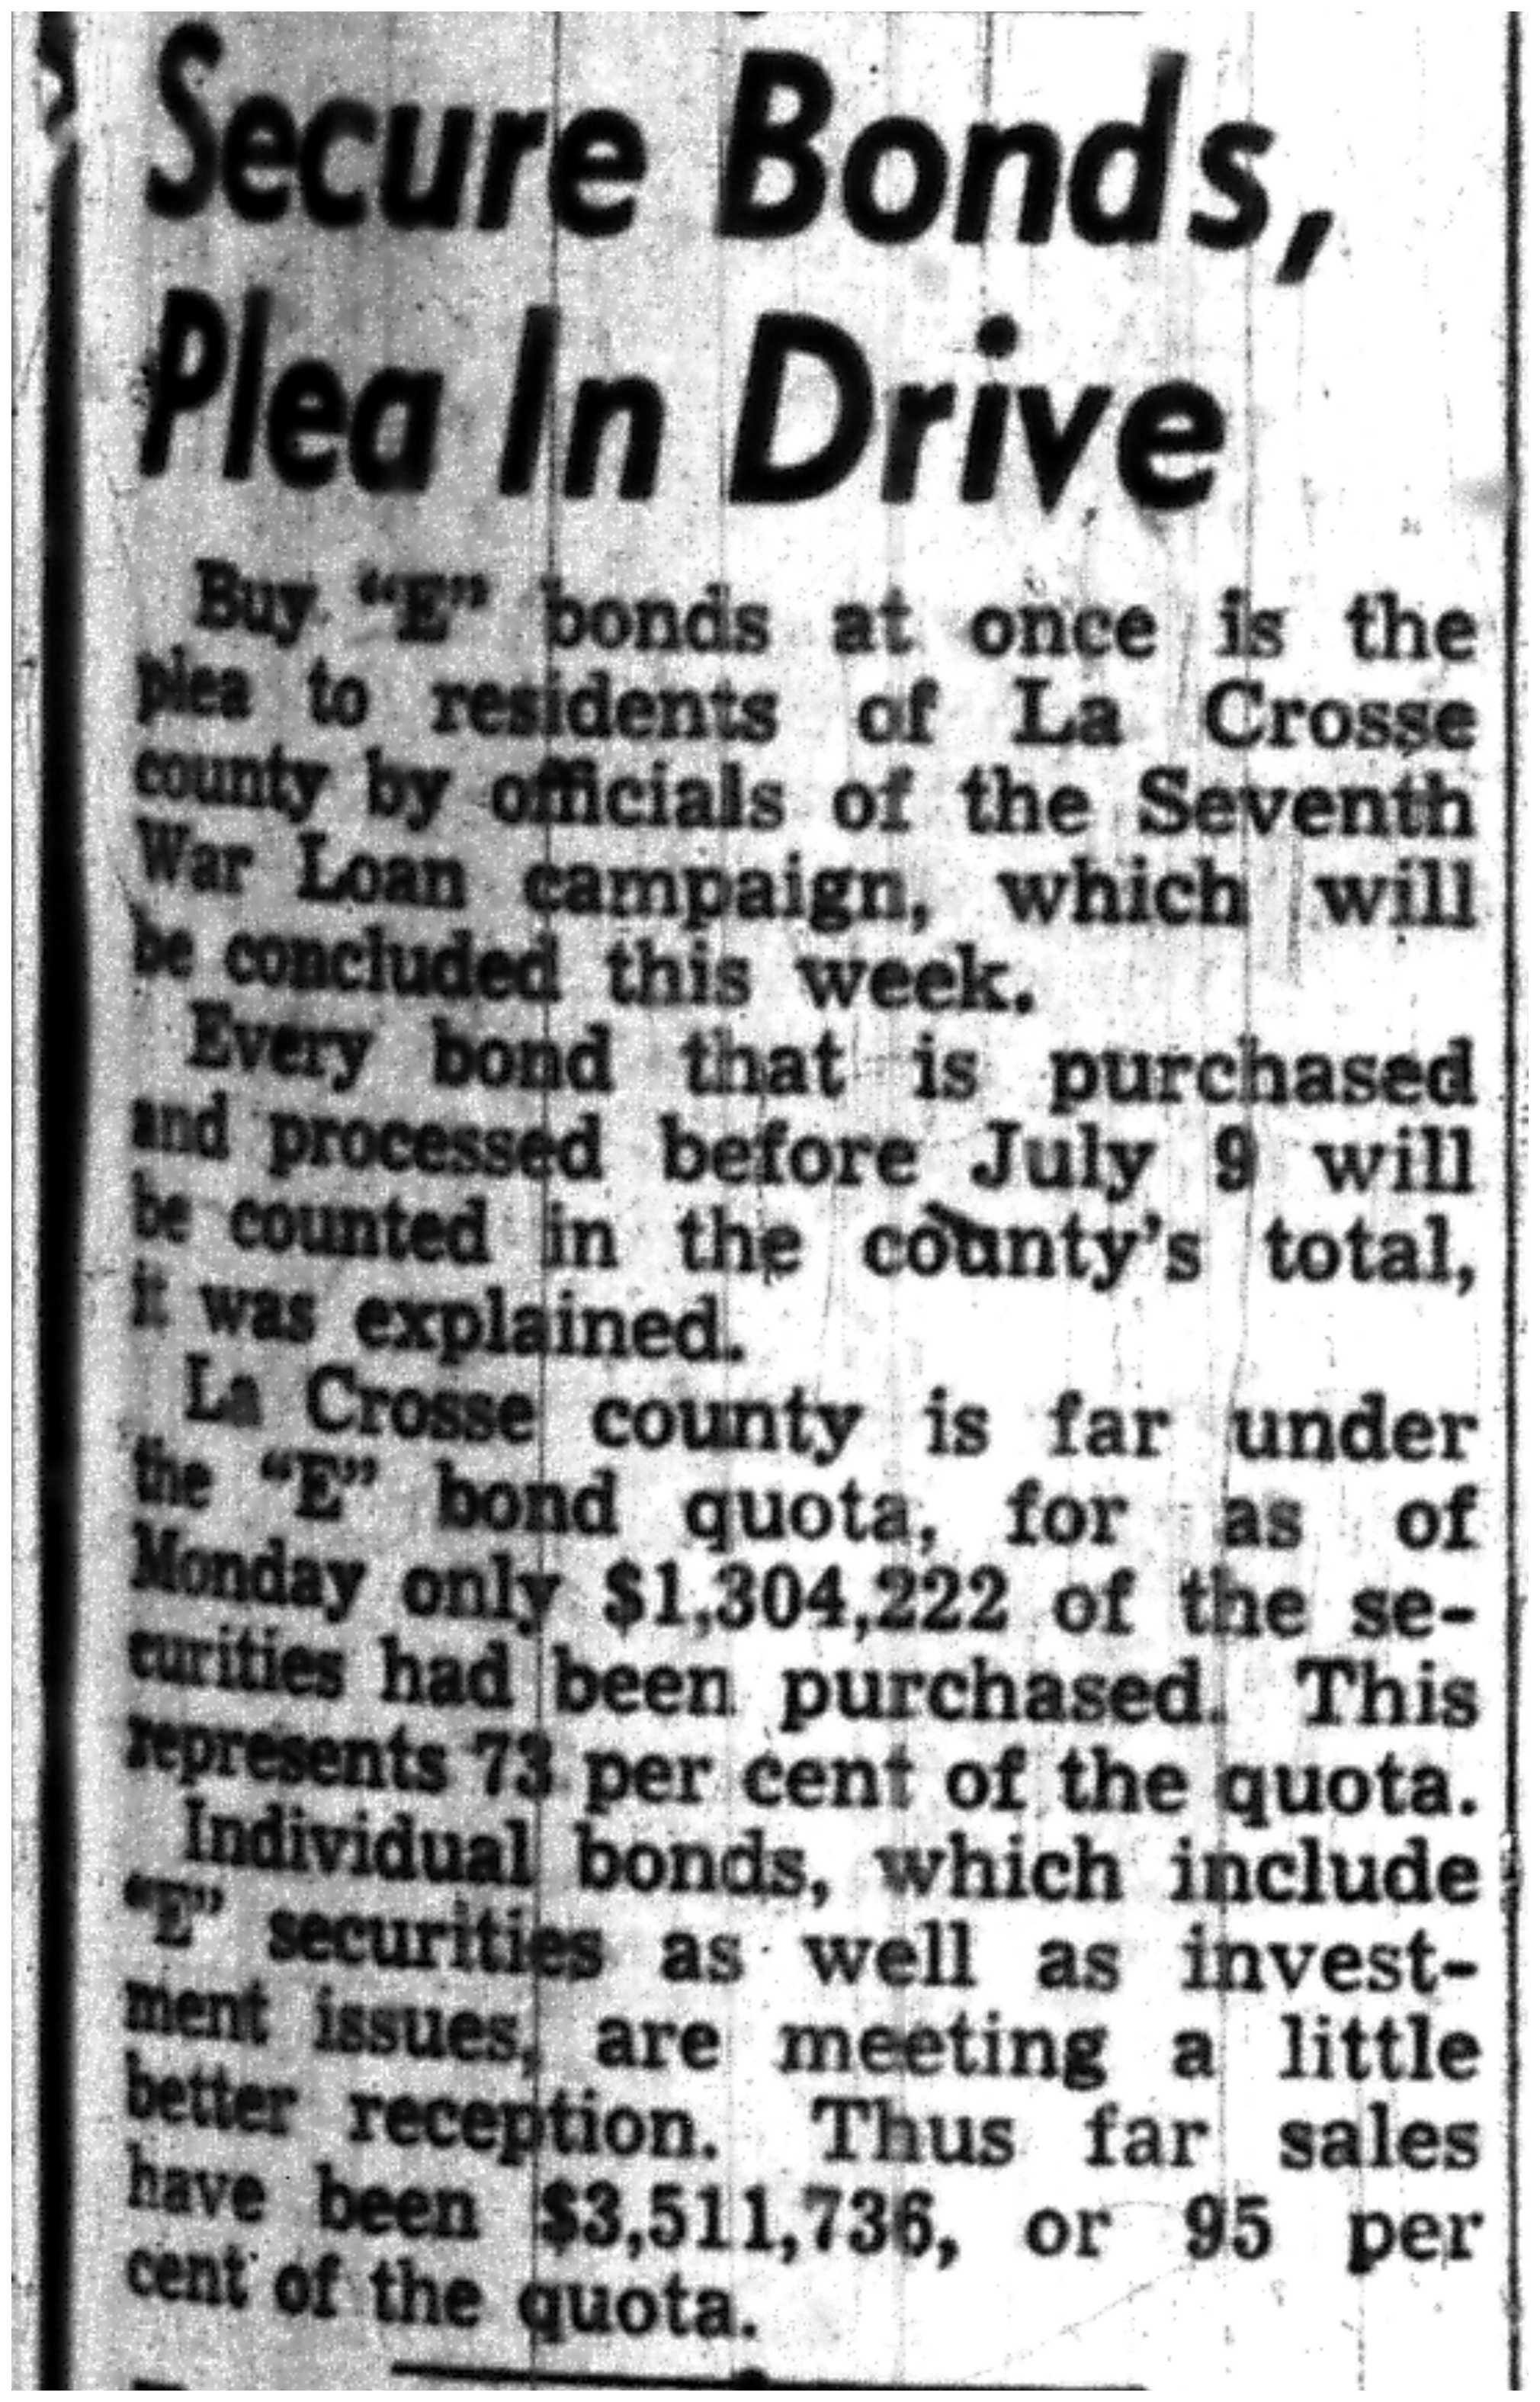 Secure Bonds,
Plea In Drive
Buy "E" bonds at once is the
plea to residents of La Crosse
county by officials of the Seventh
War Loan campaign, which will
be concluded this week.
Every bond that is purchased
and processed before July 9 will
be counted in the county's total,
it was explained.
La Crosse county is far under
the "E" bond quota, for as of
Monday only $1,304,222 of the se-
curities had been purchased. This
represents 73 per cent of the quota.
Individual bonds, which include
"E" securities as well as invest-
ment issues, are meeting a little
better reception. Thus far sales
have been $3,511,736, or 95 per
cent of the quota.